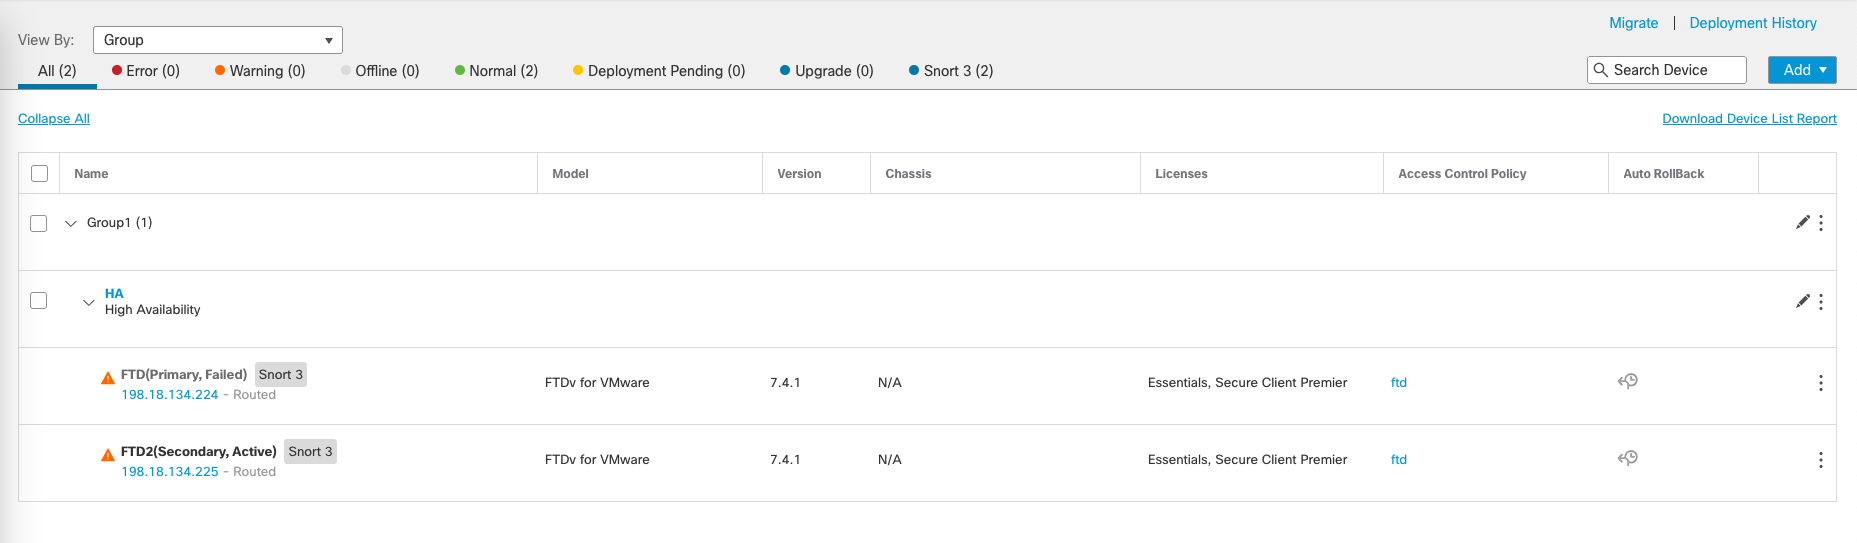 Migrate | Deployment History
View By: Group
All (2) Error (0) Warning (0) Offline (0) Normal (2) Deployment Pending (0) Upgrade (0) Snort 3 (2) Search Device Add
Collapse All Download Device List Report
Name Model Version Chassis Licenses Access Control Policy Auto RollBack
Group1 (1)
HA
High Availability
FTD(Primary, Failed) Snort 3
198.18.134.224 - Routed
FTDv for VMware 7.4.1 N/A Essentials, Secure Client Premier ftd
FTD2(Secondary, Active) Snort 3
198.18.134.225 - Routed
FTDv for VMware 7.4.1 N/A Essentials, Secure Client Premier ftd